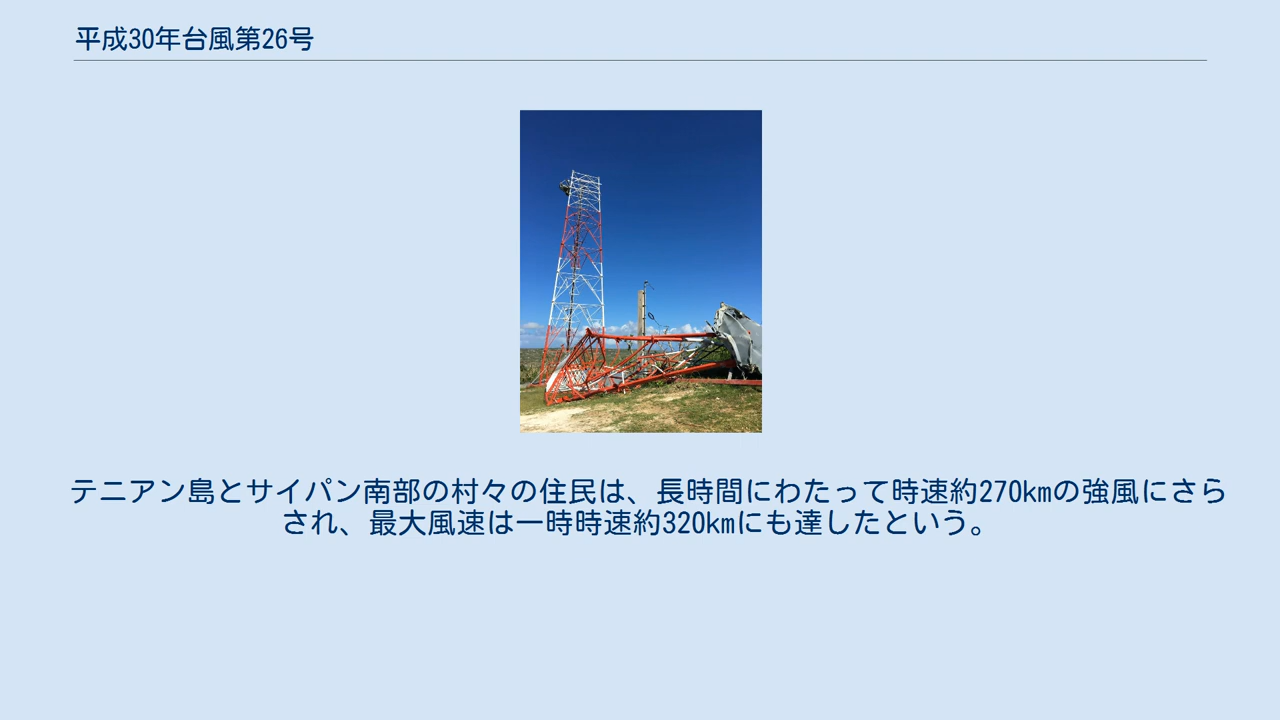 平成30年台風第26号
テニアン島とサイパン南部の村々の住民は、長時間にわたって時速約270kmの強風にさら
され、最大風速は一時時速約320kmにも達したという。